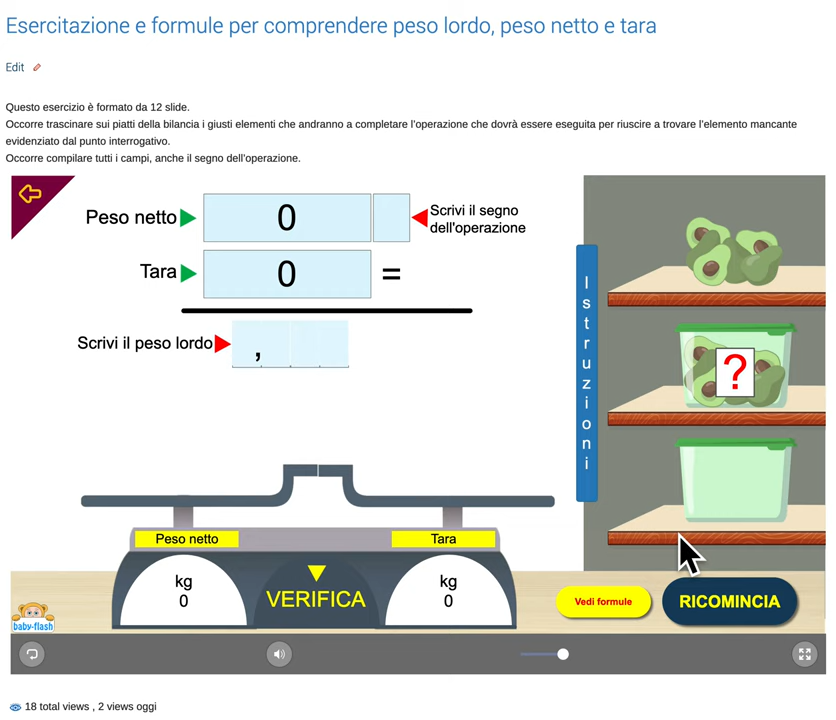 Esercitazione e formule per comprendere peso lordo, peso netto e tara
Edit
Questo esercizio è formato da 12 slide.
Occorre trascinare sui piatti della bilancia i giusti elementi che andranno a completare l'operazione che dovrà essere eseguita per riuscire a trovare l'elemento mancante
evidenziato dal punto interrogativo.
Occorre compilare tutti i campi, anche il segno dell'operazione.
Peso netto 0 Scrivi il segno
dell'operazione
Tara 0 =
Scrivi il peso lordo ,
Istruzioni
?
Peso netto Tara
kg
0
VERIFICA
kg
0
Vedi formule
RICOMINCIA
baby-flash
18 total views , 2 views oggi